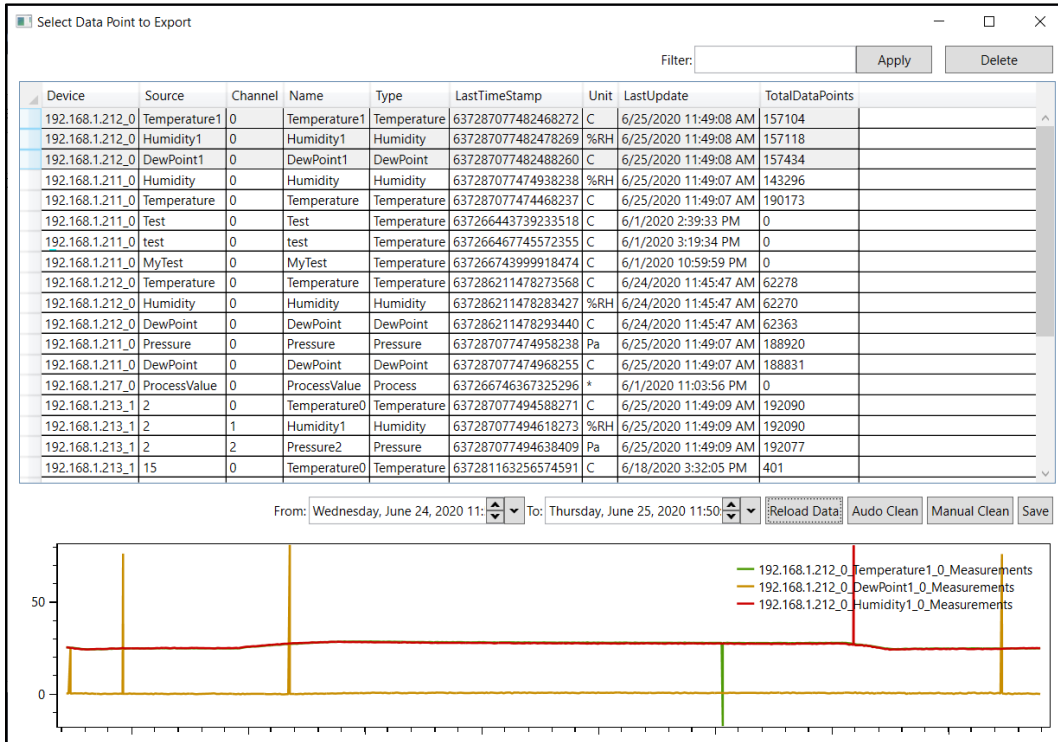 Select Data Point to Export
Filter: Apply Delete
Device Source Channel Name Type LastTimeStamp Unit LastUpdate TotalDataPoints
192.168.1.212_0 Temperature1 0 Temperature1 Temperature 637287077482468272 C 6/25/2020 11:49:08 AM 157104
192.168.1.212_0 Humidity1 0 Humidity1 Humidity 637287077482478269 %RH 6/25/2020 11:49:08 AM 157118
192.168.1.212_0 DewPoint1 0 DewPoint1 DewPoint 637287077482488260 C 6/25/2020 11:49:08 AM 157434
192.168.1.211_0 Humidity 0 Humidity Humidity 637287077474938238 %RH 6/25/2020 11:49:07 AM 143296
192.168.1.211_0 Temperature 0 Temperature Temperature 637287077474468237 C 6/25/2020 11:49:07 AM 190173
192.168.1.211_0 Test 0 Test Temperature 637266443739233518 C 6/1/2020 2:39:33 PM 0
192.168.1.211_0 test 0 test Temperature 637266467745572355 C 6/1/2020 3:19:34 PM 0
192.168.1.211_0 MyTest 0 MyTest Temperature 637266743999918474 C 6/1/2020 10:59:59 PM 0
192.168.1.212_0 Temperature 0 Temperature Temperature 637286211478273568 C 6/24/2020 11:45:47 AM 62278
192.168.1.212_0 Humidity 0 Humidity Humidity 637286211478283427 %RH 6/24/2020 11:45:47 AM 62270
192.168.1.212_0 DewPoint 0 DewPoint DewPoint 637286211478293440 C 6/24/2020 11:45:47 AM 62363
192.168.1.211_0 Pressure 0 Pressure Pressure 637287077474958238 Pa 6/25/2020 11:49:07 AM 188920
192.168.1.211_0 DewPoint 0 DewPoint DewPoint 637287077474968255 C 6/25/2020 11:49:07 AM 188831
192.168.1.217_0 ProcessValue 0 ProcessValue Process 637266746367325296 * 6/1/2020 11:03:56 PM 0
192.168.1.213_1 2 0 Temperature0 Temperature 637287077494588271 C 6/25/2020 11:49:09 AM 192090
192.168.1.213_1 2 1 Humidity1 Humidity 637287077494618273 %RH 6/25/2020 11:49:09 AM 192090
192.168.1.213_1 2 2 Pressure2 Pressure 637287077494638409 Pa 6/25/2020 11:49:09 AM 192077
192.168.1.213_1 15 0 Temperature0 Temperature 637281163256574591 C 6/18/2020 3:32:05 PM 401
From: Wednesday, June 24, 2020 11: To: Thursday, June 25, 2020 11:50: Reload Data Audo Clean Manual Clean Save
192.168.1.212_0_Temperature1_0_Measurements
192.168.1.212_0_DewPoint1_0_Measurements
192.168.1.212_0_Humidity1_0_Measurements
50
0